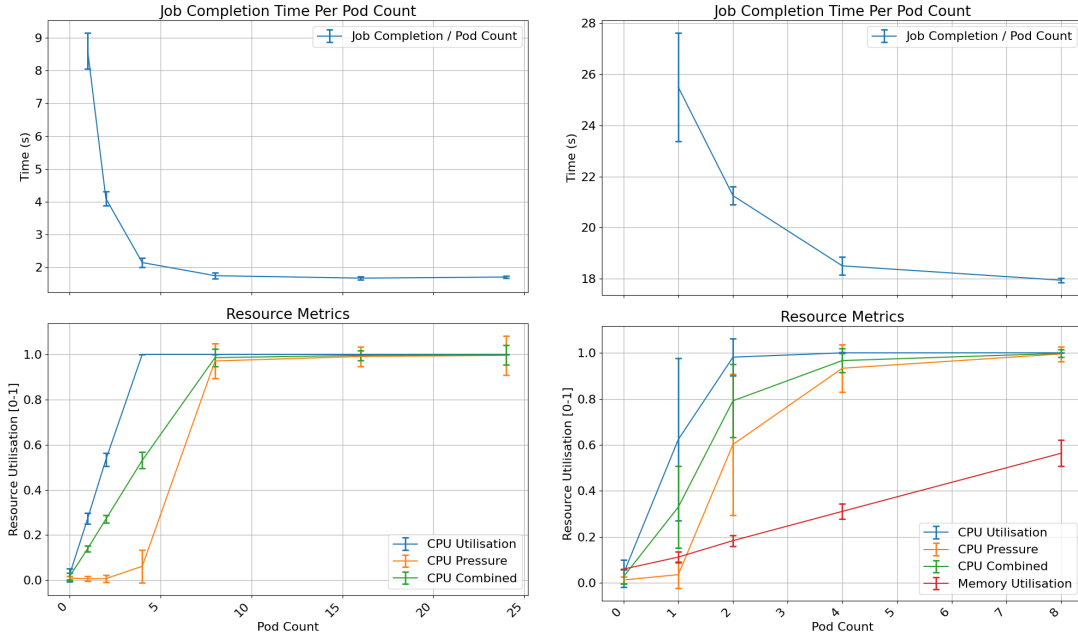 Job Completion Time Per Pod Count
Job Completion / Pod Count
Time (s)
9
8
7
6
5
4
3
2
Resource Metrics
Resource Utilisation [0-1]
1.0
0.8
0.6
0.4
0.2
0.0
CPU Utilisation
CPU Pressure
CPU Combined
0 5 10 15 20 25
Pod Count
Job Completion Time Per Pod Count
Job Completion / Pod Count
Time (s)
28
26
24
22
20
18
Resource Metrics
Resource Utilisation [0-1]
1.0
0.8
0.6
0.4
0.2
0.0
CPU Utilisation
CPU Pressure
CPU Combined
Memory Utilisation
0 1 2 3 4 5 6 7 8
Pod Count